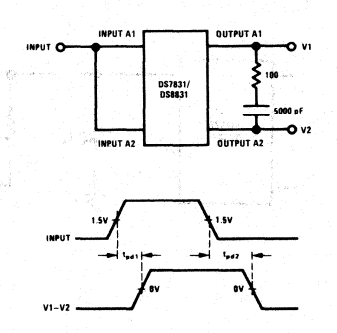 INPUT A1
OUTPUT A1
INPUT
V1
DS7831/
DS8831
100
5000 pF
V2
INPUT A2
OUTPUT A2
1.5V
1.5V
INPUT
tpd1
tpd2
0V
0V
V1-V2